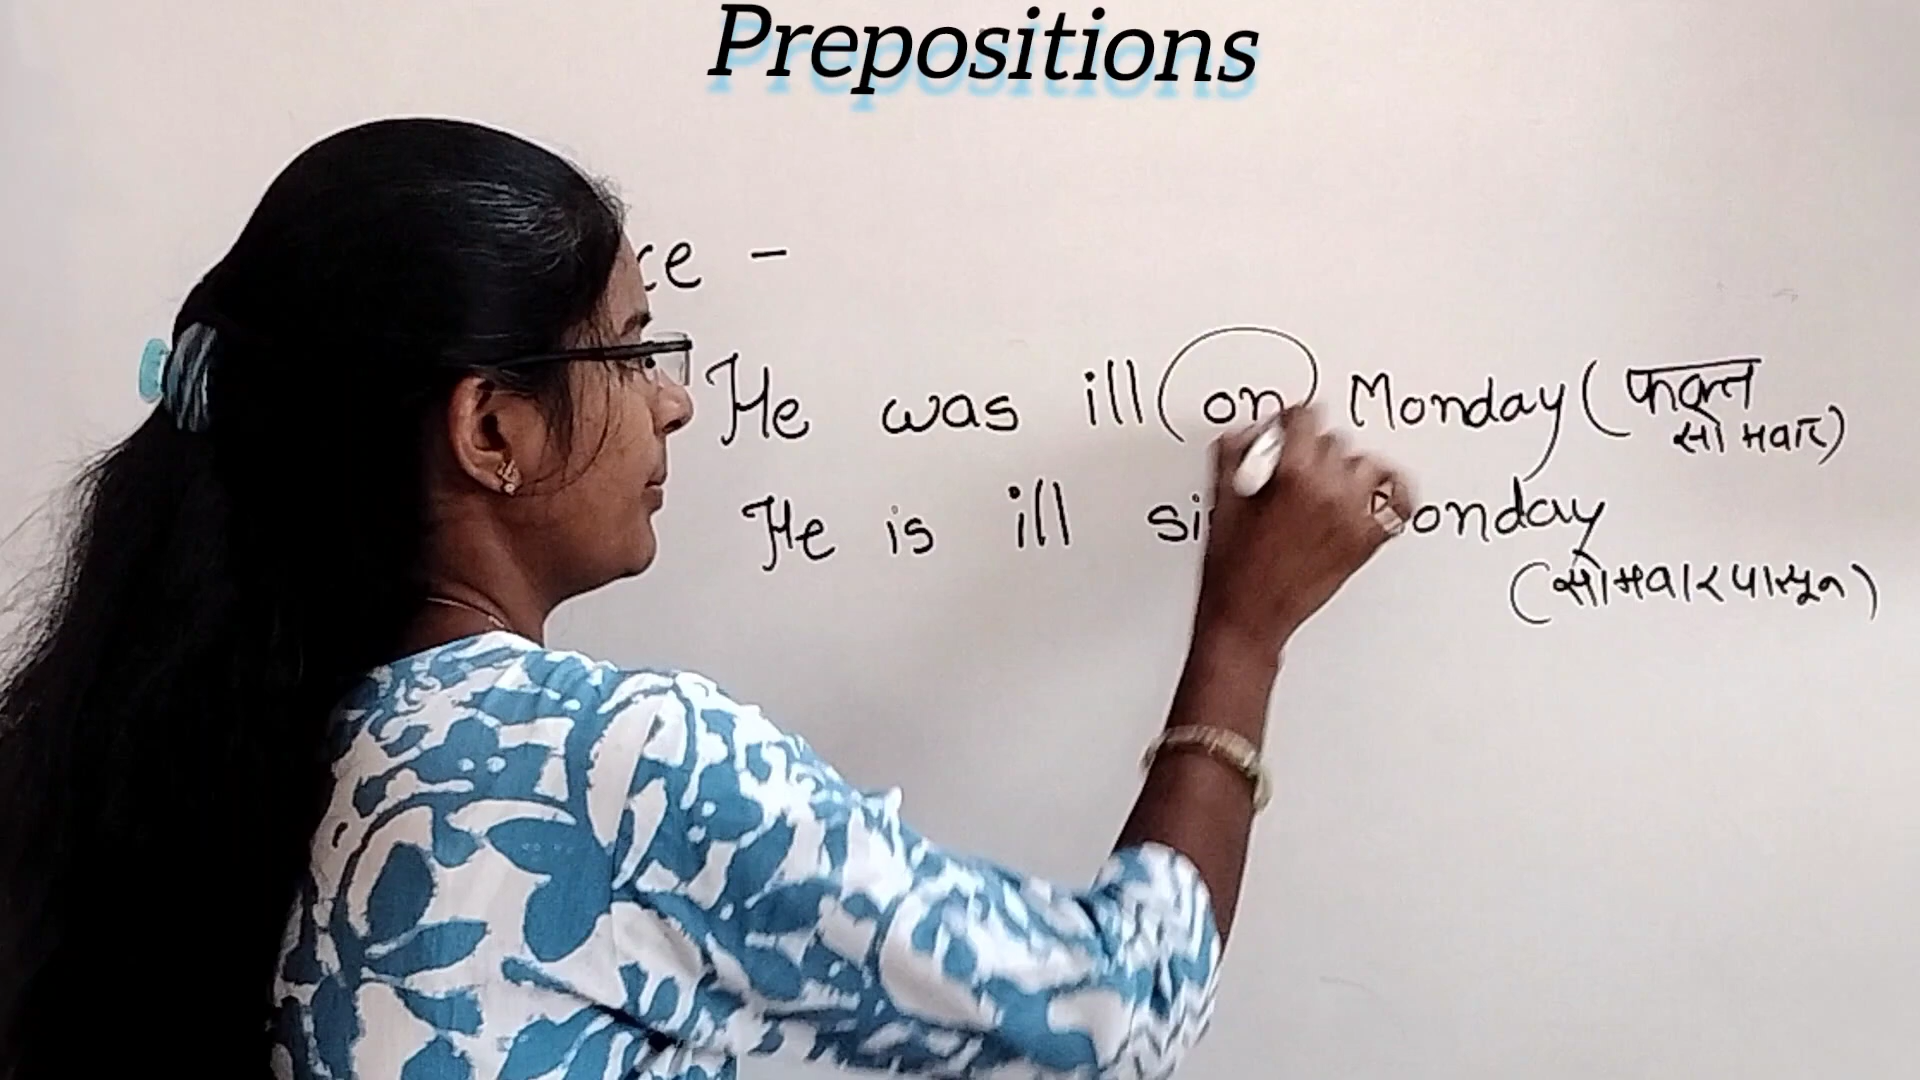 Prepositions
ce -
He was ill on Monday (फक्त
सोमवार)
He is ill si onday
(सोमवारपासून)